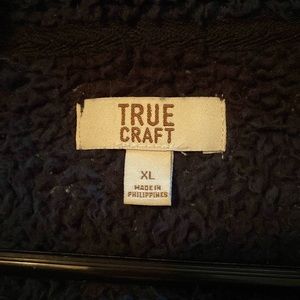 TRUE
CRAFT
XL
MADE IN
PHILIPPINES